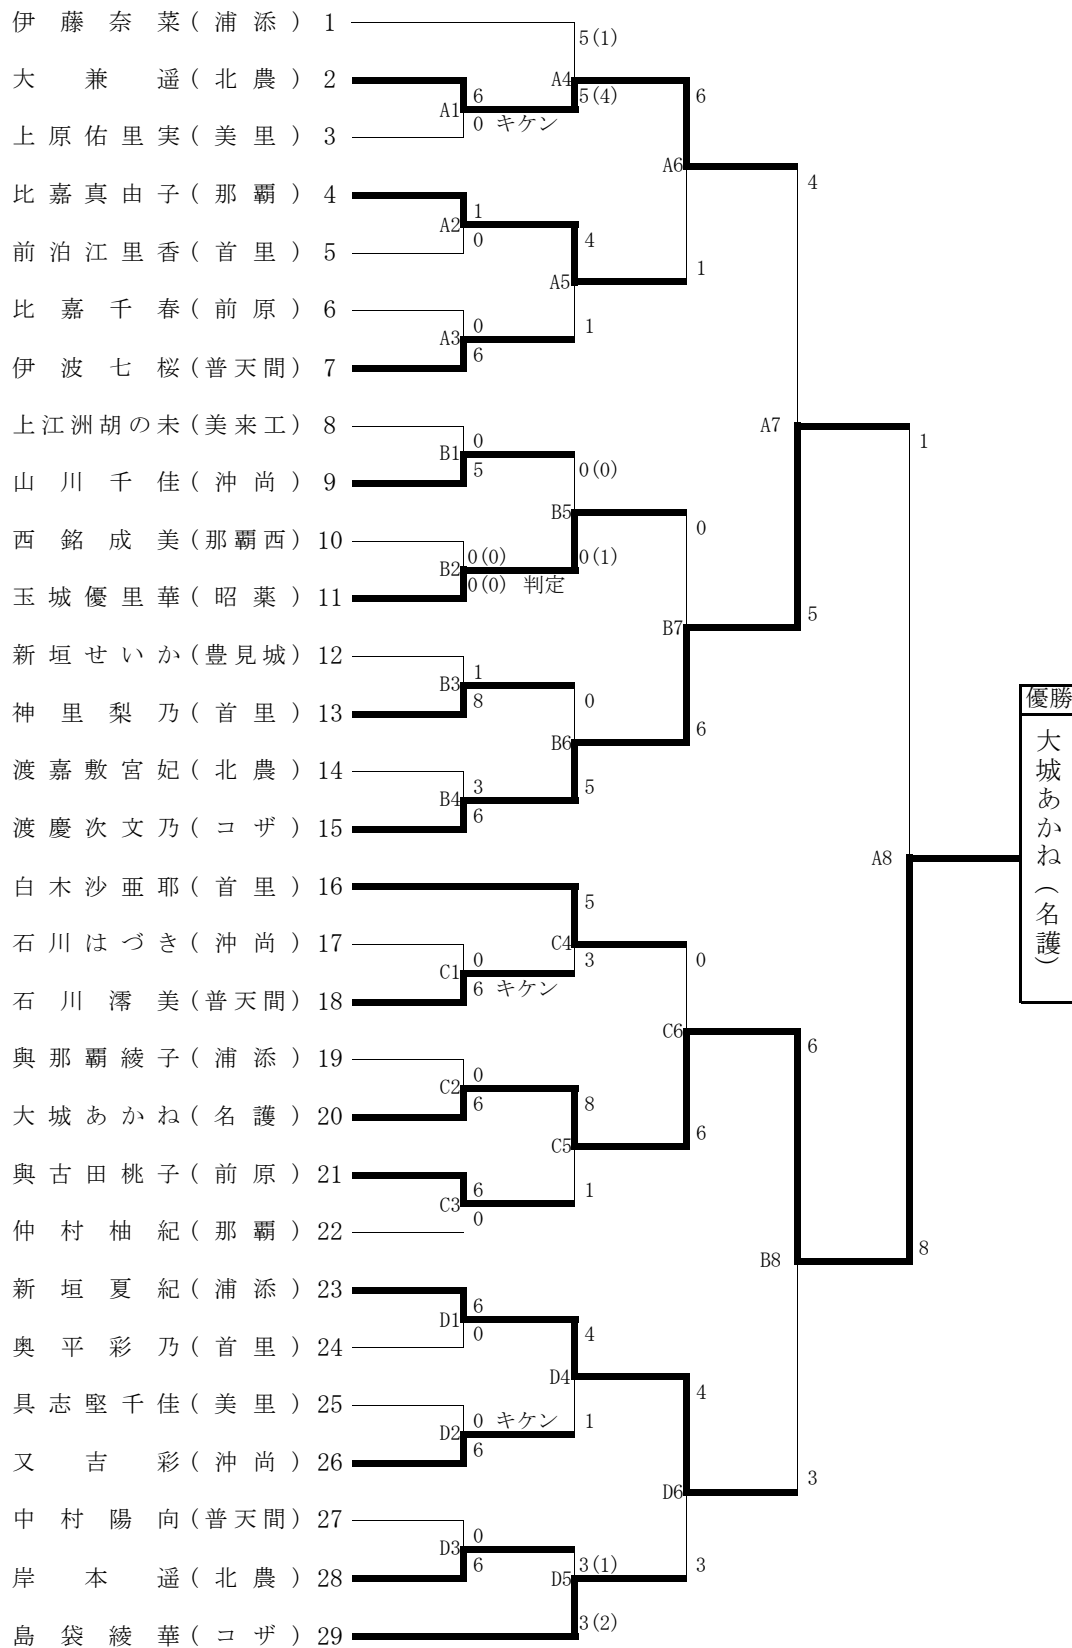 伊藤奈菜(浦添) 1
5(1)
大兼遥(北農) 2
A4
6
A1
5(4)
6
0 キケン
上原佑里実(美里) 3
A6
4
比嘉真由子(那覇) 4
1
A2
0
4
前泊江里香(首里) 5
1
A5
比嘉千春(前原) 6
0
1
A3
6
伊波七桜(普天間) 7
上江洲胡の未(美来工) 8
A7
0
1
B1
5
0(0)
山川千佳(沖尚) 9
B5
0
西銘成美(那覇西) 10
0(0)
0(1)
B2
0(0) 判定
玉城優里華(昭薬) 11
5
B7
新垣せいか(豊見城) 12
1
B3
8
0
優勝
神里梨乃(首里) 13
6
B6
大城あかね(名護)
渡嘉敷宮妃(北農) 14
3
5
B4
6
渡慶次文乃(コザ) 15
A8
白木沙亜耶(首里) 16
5
石川はづき(沖尚) 17
C4
0
3
0
C1
6 キケン
石川澪美(普天間) 18
C6
6
與那覇綾子(浦添) 19
0
C2
6
8
大城あかね(名護) 20
6
C5
與古田桃子(前原) 21
6
1
C3
0
仲村柚紀(那覇) 22
8
B8
新垣夏紀(浦添) 23
6
D1
0
4
奥平彩乃(首里) 24
D4
4
具志堅千佳(美里) 25
0 キケン
1
D2
6
又吉彩(沖尚) 26
3
D6
中村陽向(普天間) 27
0
D3
6
3(1)
3
岸本遥(北農) 28
D5
3(2)
島袋綾華(コザ) 29